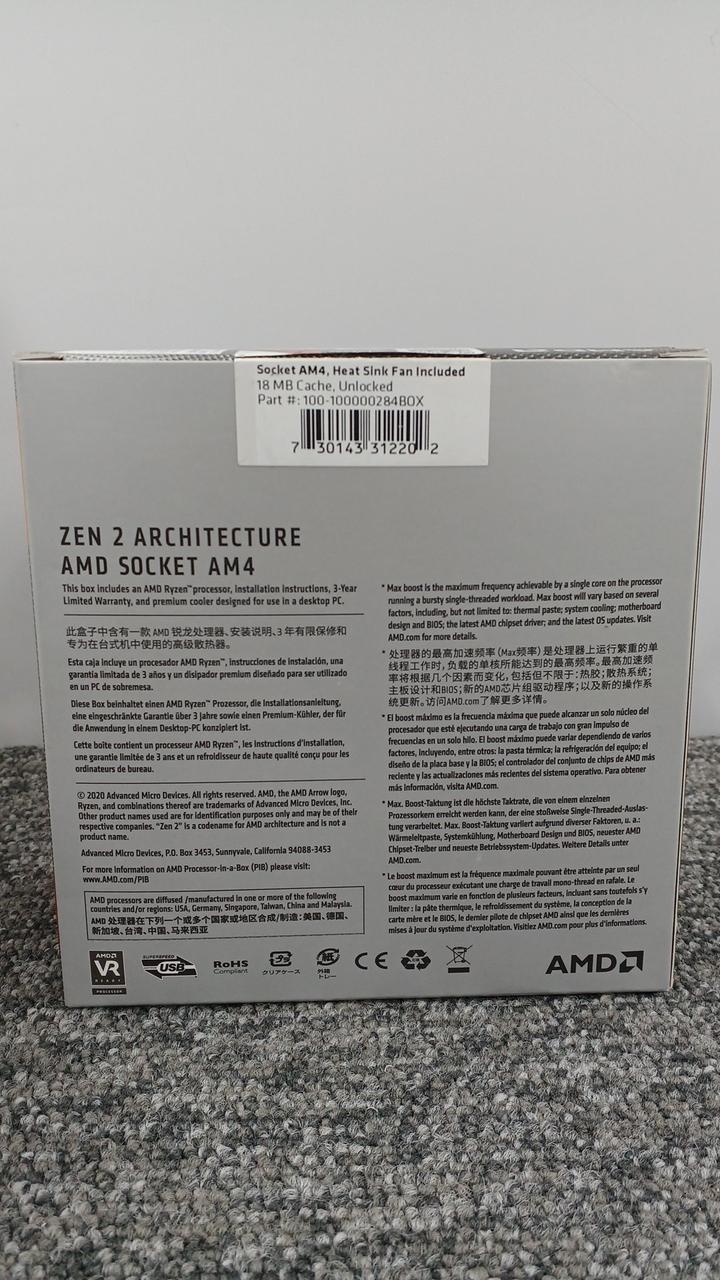 Socket AM4, Heat Sink Fan Included
18 MB Cache, Unlocked
Part #: 100-100000284BOX
7 30143 31220 2
ZEN 2 ARCHITECTURE
AMD SOCKET AM4
This box includes an AMD Ryzen™ processor, installation instructions, 3-Year
Limited Warranty, and premium cooler designed for use in a desktop PC.
此盒子中含有一款 AMD 锐龙处理器、安装说明、3 年有限保修和
专为在台式机中使用的高级散热器。
Esta caja incluye un procesador AMD Ryzen™, instrucciones de instalación, una
garantía limitada de 3 años y un disipador premium diseñado para ser utilizado
en un PC de sobremesa.
Diese Box beinhaltet einen AMD Ryzen™ Prozessor, die Installationsanleitung,
eine eingeschränkte Garantie über 3 Jahre sowie einen Premium-Kühler, der für
die Anwendung in einem Desktop-PC konzipiert ist.
Cette boîte contient un processeur AMD Ryzen™, les instructions d'installation,
une garantie limitée de 3 ans et un refroidisseur de haute qualité conçu pour les
ordinateurs de bureau.
© 2020 Advanced Micro Devices. All rights reserved. AMD, the AMD Arrow logo,
Ryzen, and combinations thereof are trademarks of Advanced Micro Devices, Inc.
Other product names used are for identification purposes only and may be of their
respective companies. "Zen 2" is a codename for AMD architecture and is not a
product name.
Advanced Micro Devices, P.O. Box 3453, Sunnyvale, California 94088-3453
For more information on AMD Processor-in-a-Box (PIB) please visit:
www.AMD.com/PIB
AMD processors are diffused /manufactured in one or more of the following
countries and/or regions: USA, Germany, Singapore, Taiwan, China and Malaysia.
AMD 处理器在下列一个或多个国家或地区合成/制造：美国、德国、
新加坡、台湾、中国、马来西亚
* Max boost is the maximum frequency achievable by a single core on the processor
running a bursty single-threaded workload. Max boost will vary based on several
factors, including, but not limited to: thermal paste; system cooling; motherboard
design and BIOS; the latest AMD chipset driver; and the latest OS updates. Visit
AMD.com for more details.
* 处理器的最高加速频率(Max频率)是处理器上运行繁重的单
线程工作时，负载的单核所能达到的最高频率。最高加速频
率将根据几个因素而变化，包括但不限于：热胶；散热系统；
主板设计和BIOS；新的AMD芯片组驱动程序；以及新的操作系
统更新。访问AMD.com了解更多详情。
* El boost máximo es la frecuencia máxima que puede alcanzar un solo núcleo del
procesador que esté ejecutando una carga de trabajo con gran impulso de
frecuencias en un solo hilo. El boost máximo puede variar dependiendo de varios
factores, incluyendo, entre otros: la pasta térmica; la refrigeración del equipo; el
diseño de la placa base y la BIOS; el controlador del conjunto de chips de AMD más
reciente y las actualizaciones más recientes del sistema operativo. Para obtener
más información, visita AMD.com.
* Max. Boost-Taktung ist die höchste Taktrate, die von einem einzelnen
Prozessorkern erreicht werden kann, der eine stoßweise Single-Threaded-Auslas-
tung verarbeitet. Max. Boost-Taktung variiert aufgrund diverser Faktoren, u. a.:
Wärmeleitpaste, Systemkühlung, Motherboard Design und BIOS, neuester AMD
Chipset-Treiber und neueste Betriebssystem-Updates. Weitere Details unter
AMD.com.
* Le boost maximum est la fréquence maximale pouvant être atteinte par un seul
cœur du processeur exécutant une charge de travail mono-thread en rafale. Le
boost maximum varie en fonction de plusieurs facteurs, incluant sans toutefois s'y
limiter : la pâte thermique, le refroidissement du système, la conception de la
carte mère et le BIOS, le dernier pilote de chipset AMD ainsi que les dernières
mises à jour du système d'exploitation. Visitez AMD.com pour plus d'informations.
AMD
VR
READY
PROCESSOR
SUPERSPEED
USB
RoHS
Compliant
プラ
クリアケース
紙
外箱
トレー
CE
AMD